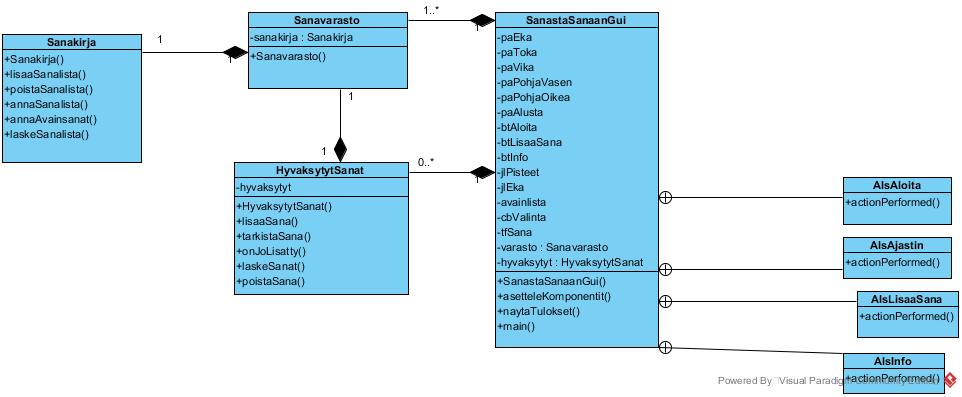 Sanakirja
+Sanakirja()
+lisaaSanalista()
+poistaSanalista()
+annaSanalista()
+annaAvainsanat()
+laskeSanalista()
1
1
Sanavarasto
-sanakirja : Sanakirja
+Sanavarasto()
1..*
1
1
1
HyvaksytytSanat
-hyvaksytyt
+HyvaksytytSanat()
+lisaaSana()
+tarkistaSana()
+onJoLisatty()
+laskeSanat()
+poistaSana()
0..*
1
SanastaSanaanGui
-paEka
-paToka
-paVika
-paPohjaVasen
-paPohjaOikea
-paAlusta
-btAloita
-btLisaaSana
-btInfo
-jlPisteet
-jlEka
-avainlista
-cbValinta
-tfSana
-varasto : Sanavarasto
-hyvaksytyt : HyvaksytytSanat
+SanastaSanaanGui()
+asetteleKomponentit()
+naytaTulokset()
+main()
AlsAloita
+actionPerformed()
AlsAjastin
+actionPerformed()
AlsLisaaSana
+actionPerformed()
AlsInfo
+actionPerformed()
Powered By Visual Paradigm Community Edition